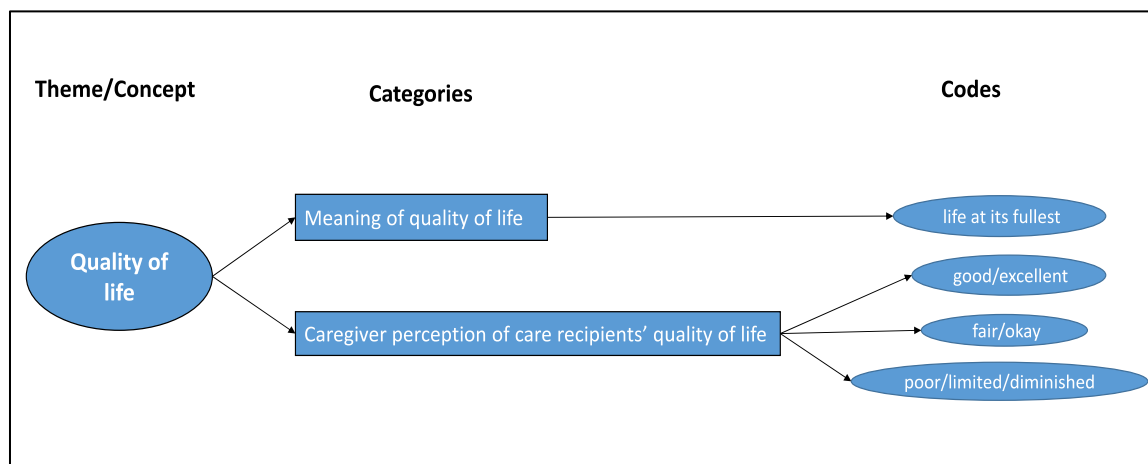 Theme/Concept
Categories
Codes
Quality of
life
Meaning of quality of life
life at its fullest
Caregiver perception of care recipients’ quality of life
good/excellent
fair/okay
poor/limited/diminished